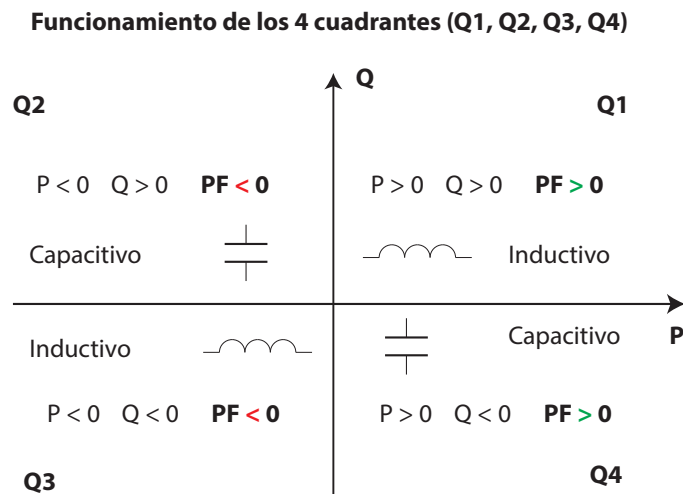 Funcionamiento de los 4 cuadrantes (Q1, Q2, Q3, Q4)
Q
Q2
Q1
P < 0 Q > 0 PF < 0
P > 0 Q > 0 PF > 0
Capacitivo
Inductivo
Inductivo
Capacitivo
P
P < 0 Q < 0 PF < 0
P > 0 Q < 0 PF > 0
Q3
Q4